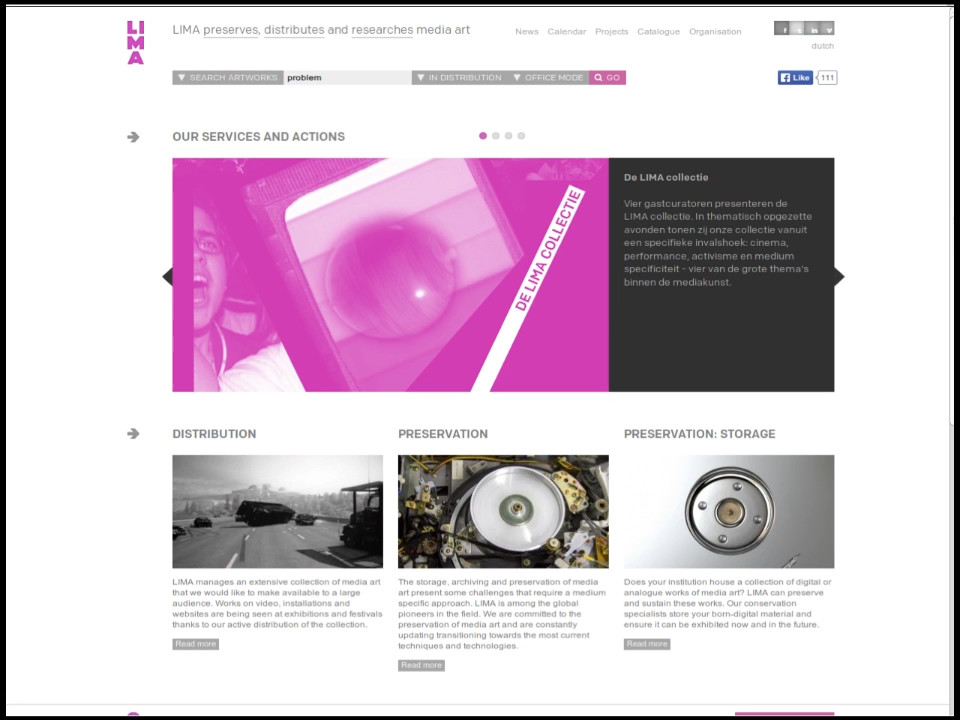 LIMA
LIMA preserves, distributes and researches media art
News Calendar Projects Catalogue Organisation
dutch
SEARCH ARTWORKS problem IN DISTRIBUTION OFFICE MODE GO
Like 111
OUR SERVICES AND ACTIONS
DE LIMA COLLECTIE
De LIMA collectie
Vier gastcuratoren presenteren de
LIMA collectie. In thematisch opgezette
avonden tonen zij onze collectie vanuit
een specifieke invalshoek: cinema,
performance, activisme en medium
specificiteit - vier van de grote thema's
binnen de mediakunst.
DISTRIBUTION
LIMA manages an extensive collection of media art
that we would like to make available to a large
audience. Works on video, installations and
websites are being seen at exhibitions and festivals
thanks to our active distribution of the collection.
Read more
PRESERVATION
The storage, archiving and preservation of media
art present some challenges that require a medium
specific approach. LIMA is among the global
pioneers in the field. We are committed to the
preservation of media art and are constantly
updating transitioning towards the most current
techniques and technologies.
Read more
PRESERVATION: STORAGE
Does your institution house a collection of digital or
analogue works of media art? LIMA can preserve
and sustain these works. Our conservation
specialists store your born-digital material and
ensure it can be exhibited now and in the future.
Read more